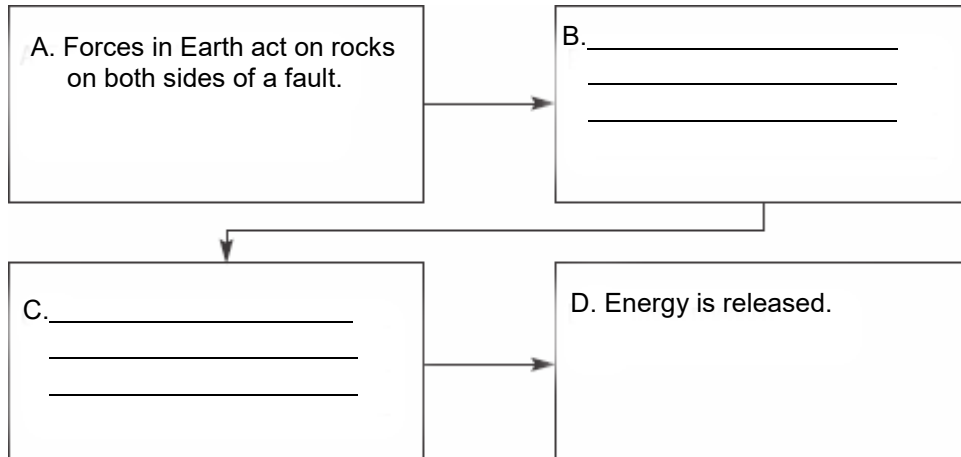 A. Forces in Earth act on rocks
on both sides of a fault.
B.
C.
D. Energy is released.